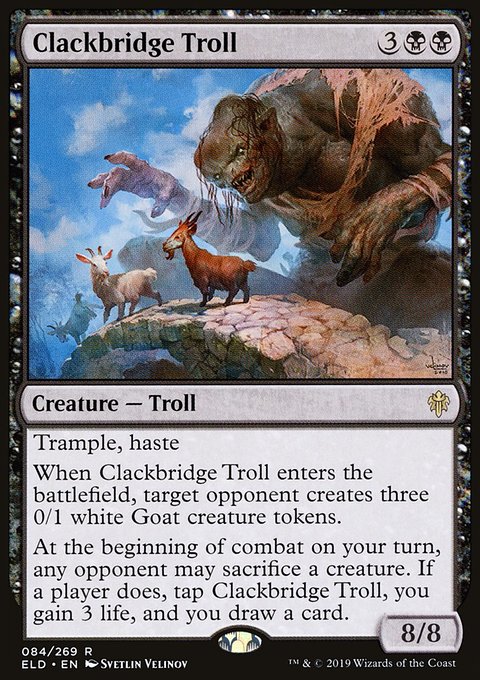 Clackbridge Troll 3
Creature — Troll
Trample, haste
When Clackbridge Troll enters the
battlefield, target opponent creates three
0/1 white Goat creature tokens.
At the beginning of combat on your turn,
any opponent may sacrifice a creature. If
a player does, tap Clackbridge Troll, you
gain 3 life, and you draw a card.
8/8
084/269 R
ELD • EN Svetlin Velinov
™ & © 2019 Wizards of the Coast